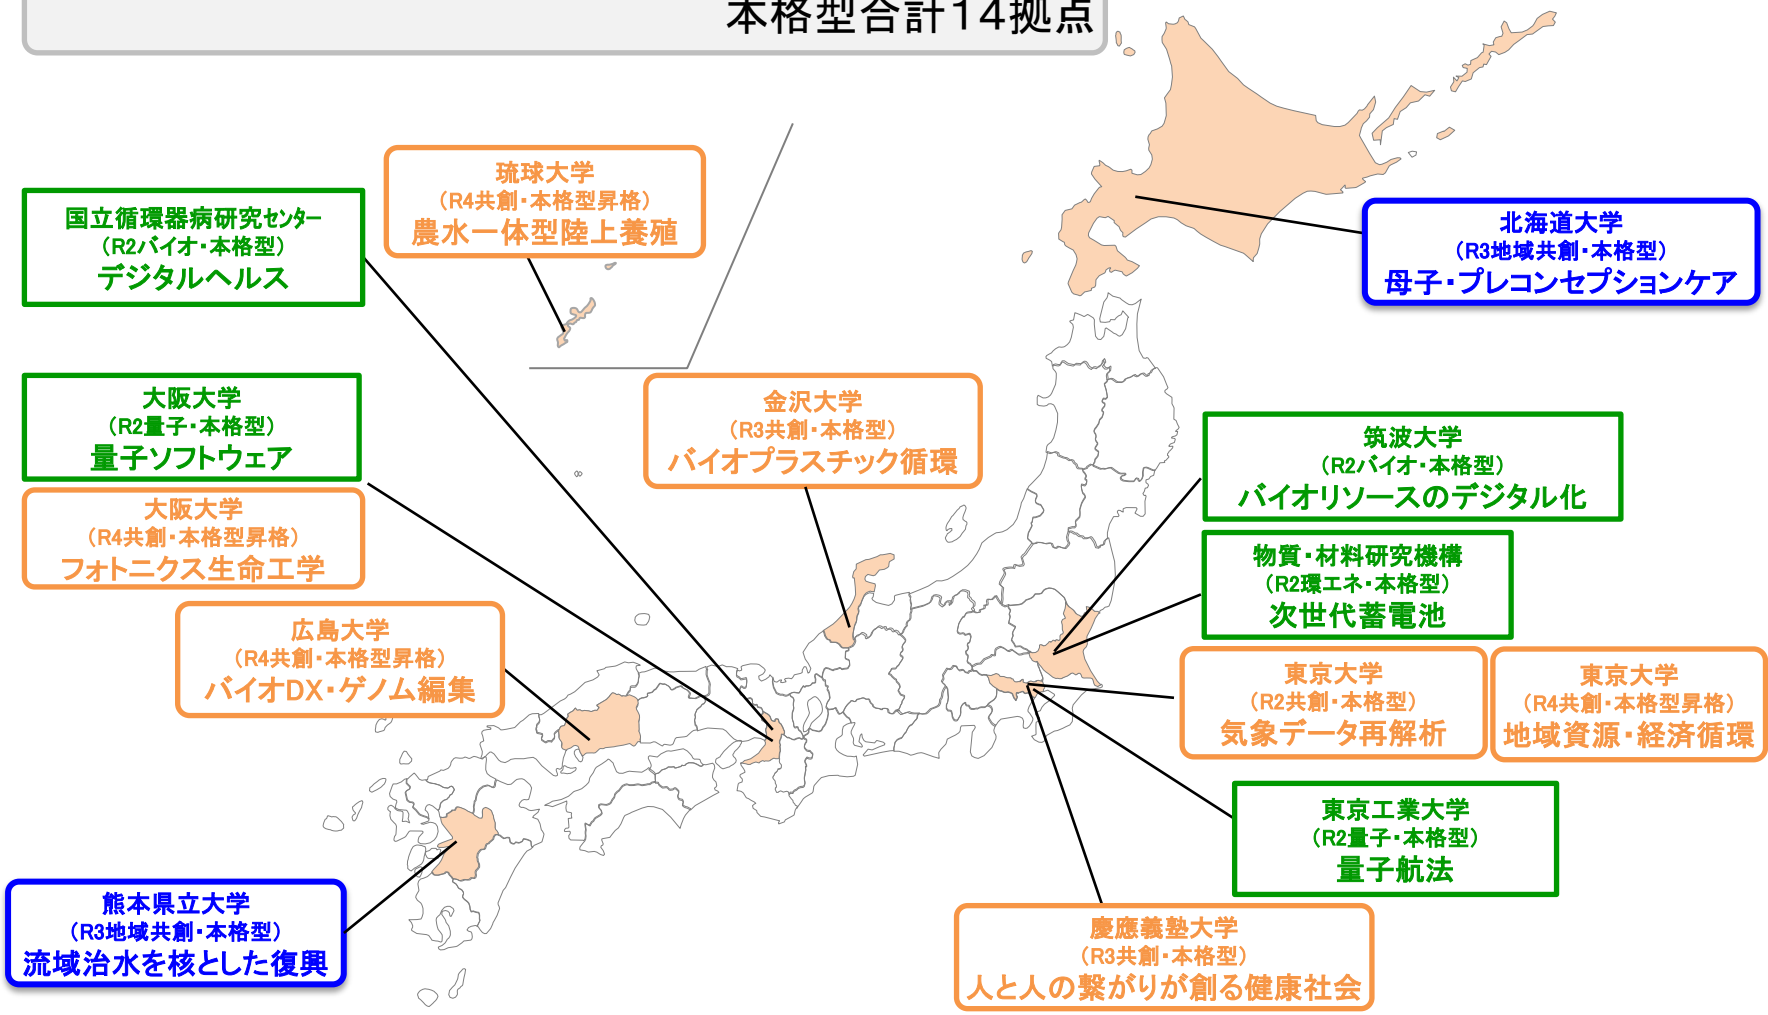 本格型合計14拠点
琉球大学
（R4共創・本格型昇格）
農水一体型陸上養殖
国立循環器病研究ｾﾝﾀｰ
（R2バイオ・本格型）
デジタルヘルス
北海道大学
（R3地域共創・本格型）
母子・プレコンセプションケア
大阪大学
（R2量子・本格型）
量子ソフトウェア
金沢大学
（R3共創・本格型）
バイオプラスチック循環
筑波大学
（R2バイオ・本格型）
バイオリソースのデジタル化
大阪大学
（R4共創・本格型昇格）
フォトニクス生命工学
物質・材料研究機構
（R2環エネ・本格型）
次世代蓄電池
広島大学
（R4共創・本格型昇格）
バイオDX・ゲノム編集
東京大学
（R2共創・本格型）
気象データ再解析
東京大学
（R4共創・本格型昇格）
地域資源・経済循環
東京工業大学
（R2量子・本格型）
量子航法
熊本県立大学
（R3地域共創・本格型）
流域治水を核とした復興
慶應義塾大学
（R3共創・本格型）
人と人の繋がりが創る健康社会